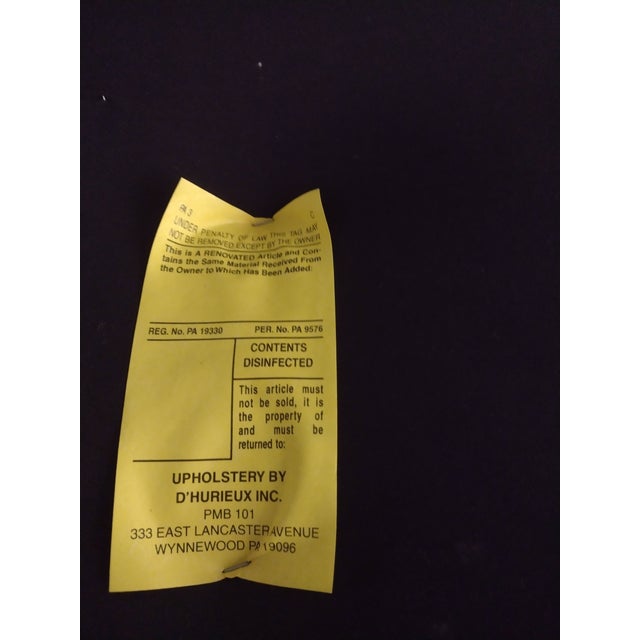 PA 3 C
UNDER PENALTY OF LAW THIS TAG MAY
NOT BE REMOVED EXCEPT BY THE OWNER
This is A RENOVATED Article and Con-
tains the Same Material Received From
the Owner to Which Has Been Added:
REG. No. PA 19330 PER. No. PA 9576
CONTENTS
DISINFECTED
This article must
not be sold, it is
the property of
and must be
returned to:
UPHOLSTERY BY
D'HURIEUX INC.
PMB 101
333 EAST LANCASTER AVENUE
WYNNEWOOD PA 19096